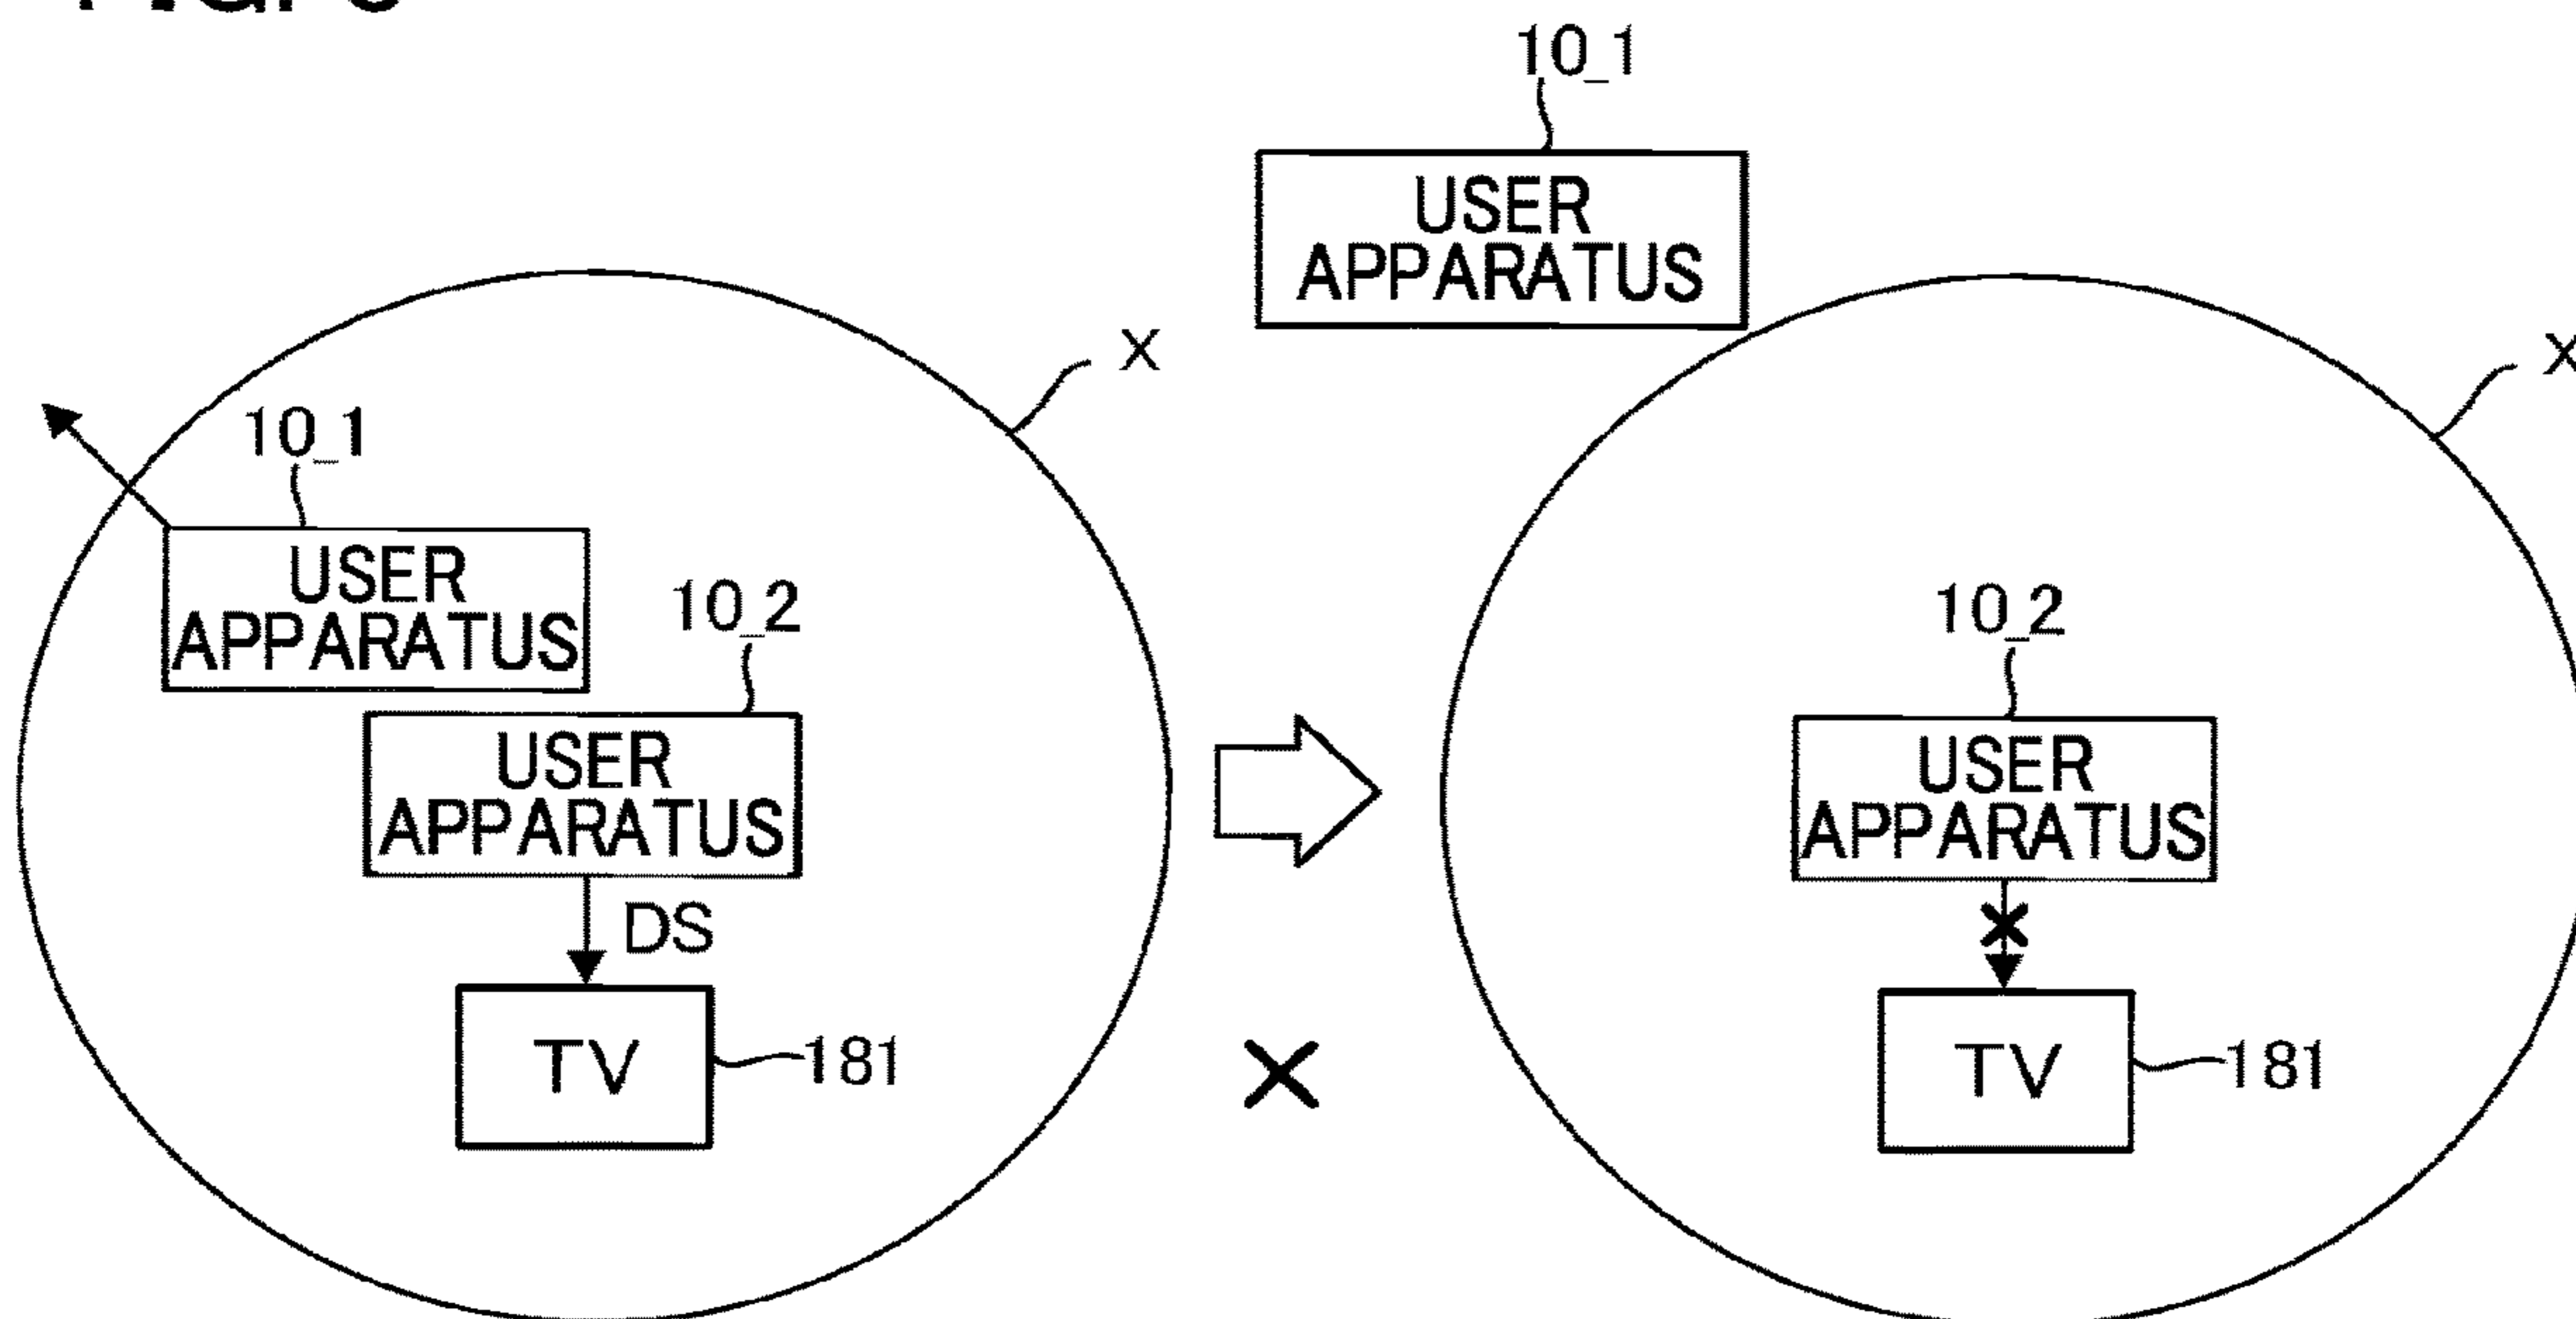 10_1
USER
APPARATUS
X
X
10_1
USER
APPARATUS
10_2
USER
APPARATUS
DS
TV
181
10_2
USER
APPARATUS
TV
181